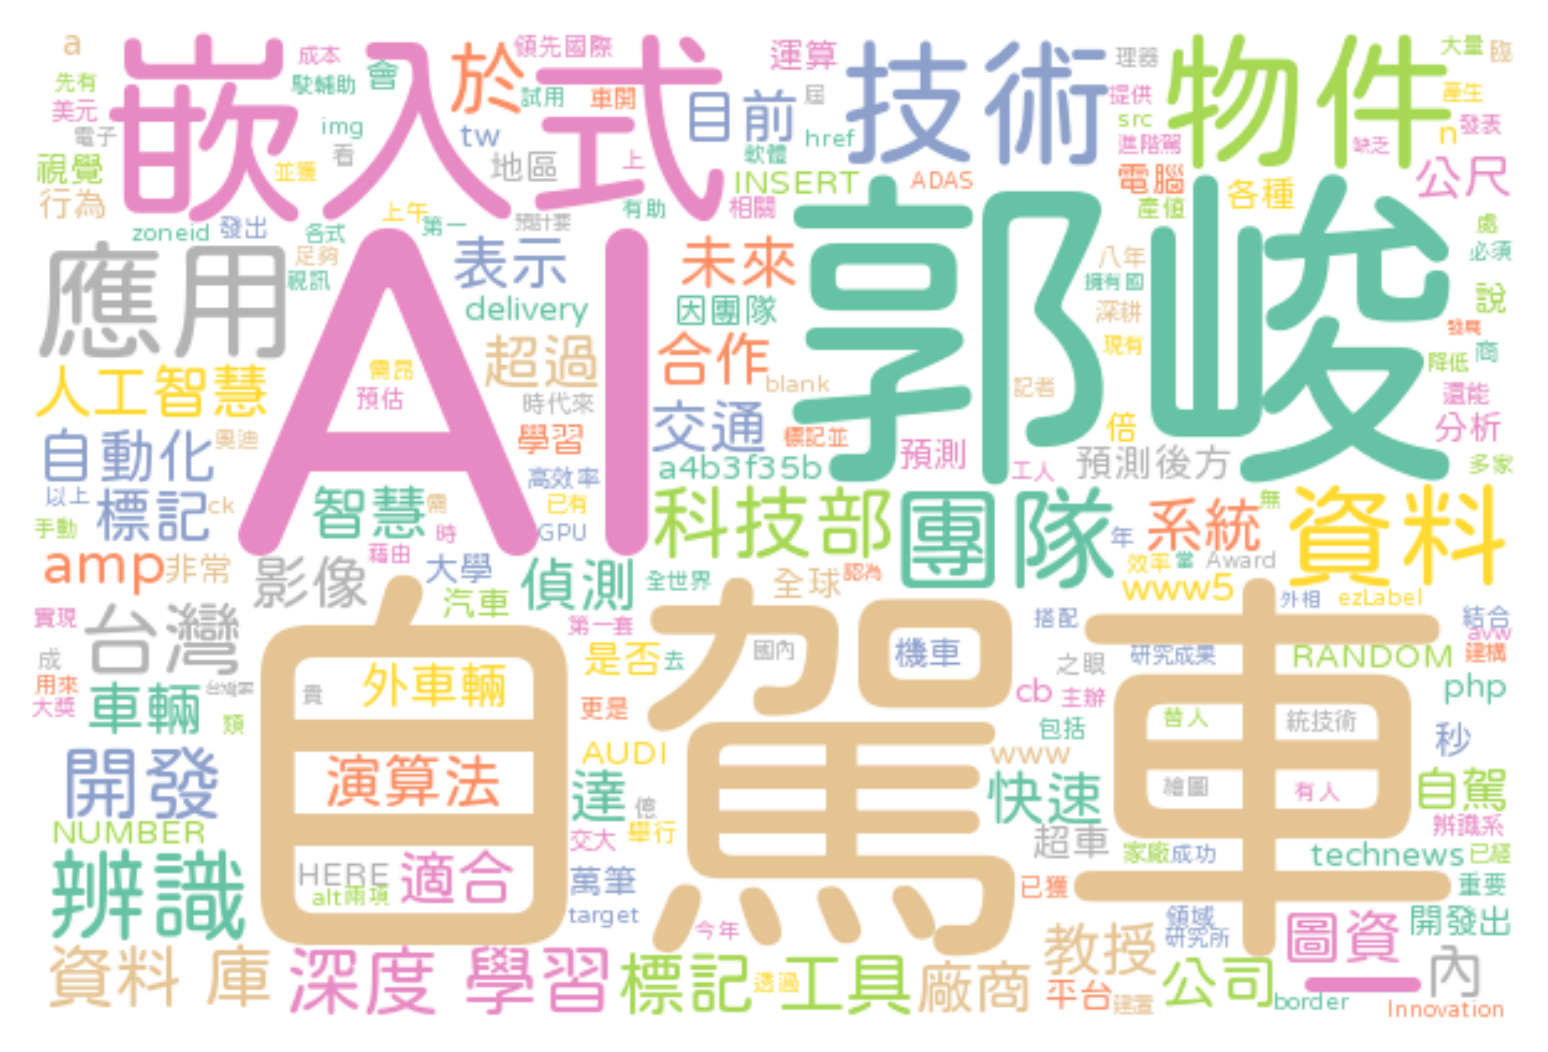 a
成本
領先國際
運算
理器
大量
臨
先有
嵌入式
駛輔助
會
於
試用
車開
目前
屆
技術
物件
提供
產生
美元
電子
img
tw
軟體
href
src
n
發表
進階駕
缺乏
視覺
看
並獲
地區
上
INSERT
ADAS
電腦
各種
公尺
行為
zoneid
發出
各式
上午
第一
預計要
有助
相關
產值
處
必須
應用
足夠
視訊
AI
表示
未來
郭峻
八年
擁有國
說
delivery
因團隊
深耕
發展
人工智慧
需昂
預估
超過
時代來
合作
blank
記者
現有
降低
商
還能
自動化
奧迪
學習
交通
標記並
預測
倍
分析
高效率
a4b3f35b
工人
預測後方
多家
以上
標記
ck
智慧
需
時
已有
GPU
科技部
團隊
年
系統
無
資料
手動
amp
非常
影像
藉由
大學
偵測
全世界
全球
認為
效率
當
Award
www5
外相
ezLabel
實現
台灣
汽車
第一套
自駕車
搭配
結合
avw
成
用來
大獎
車輛
類
貴
外車輛
是否
去
國內
機車
之眼
研究成果
RANDOM
建構
更是
cb
主辦
php
包括
替人
統技術
秒
開發
演算法
AUDI
www
達
億
快速
繪圖
有人
自駕
NUMBER
交大
舉行
超車
辨識系
辨識
HERE
適合
alt
兩項
萬筆
家廠
成功
technews
已經
target
已獲
重要
今年
領域
研究所
圖資
開發出
資料 庫
深度 學習
標記
透過
工具
廠商
教授
平台
建置
公司
一
內
border
Innovation